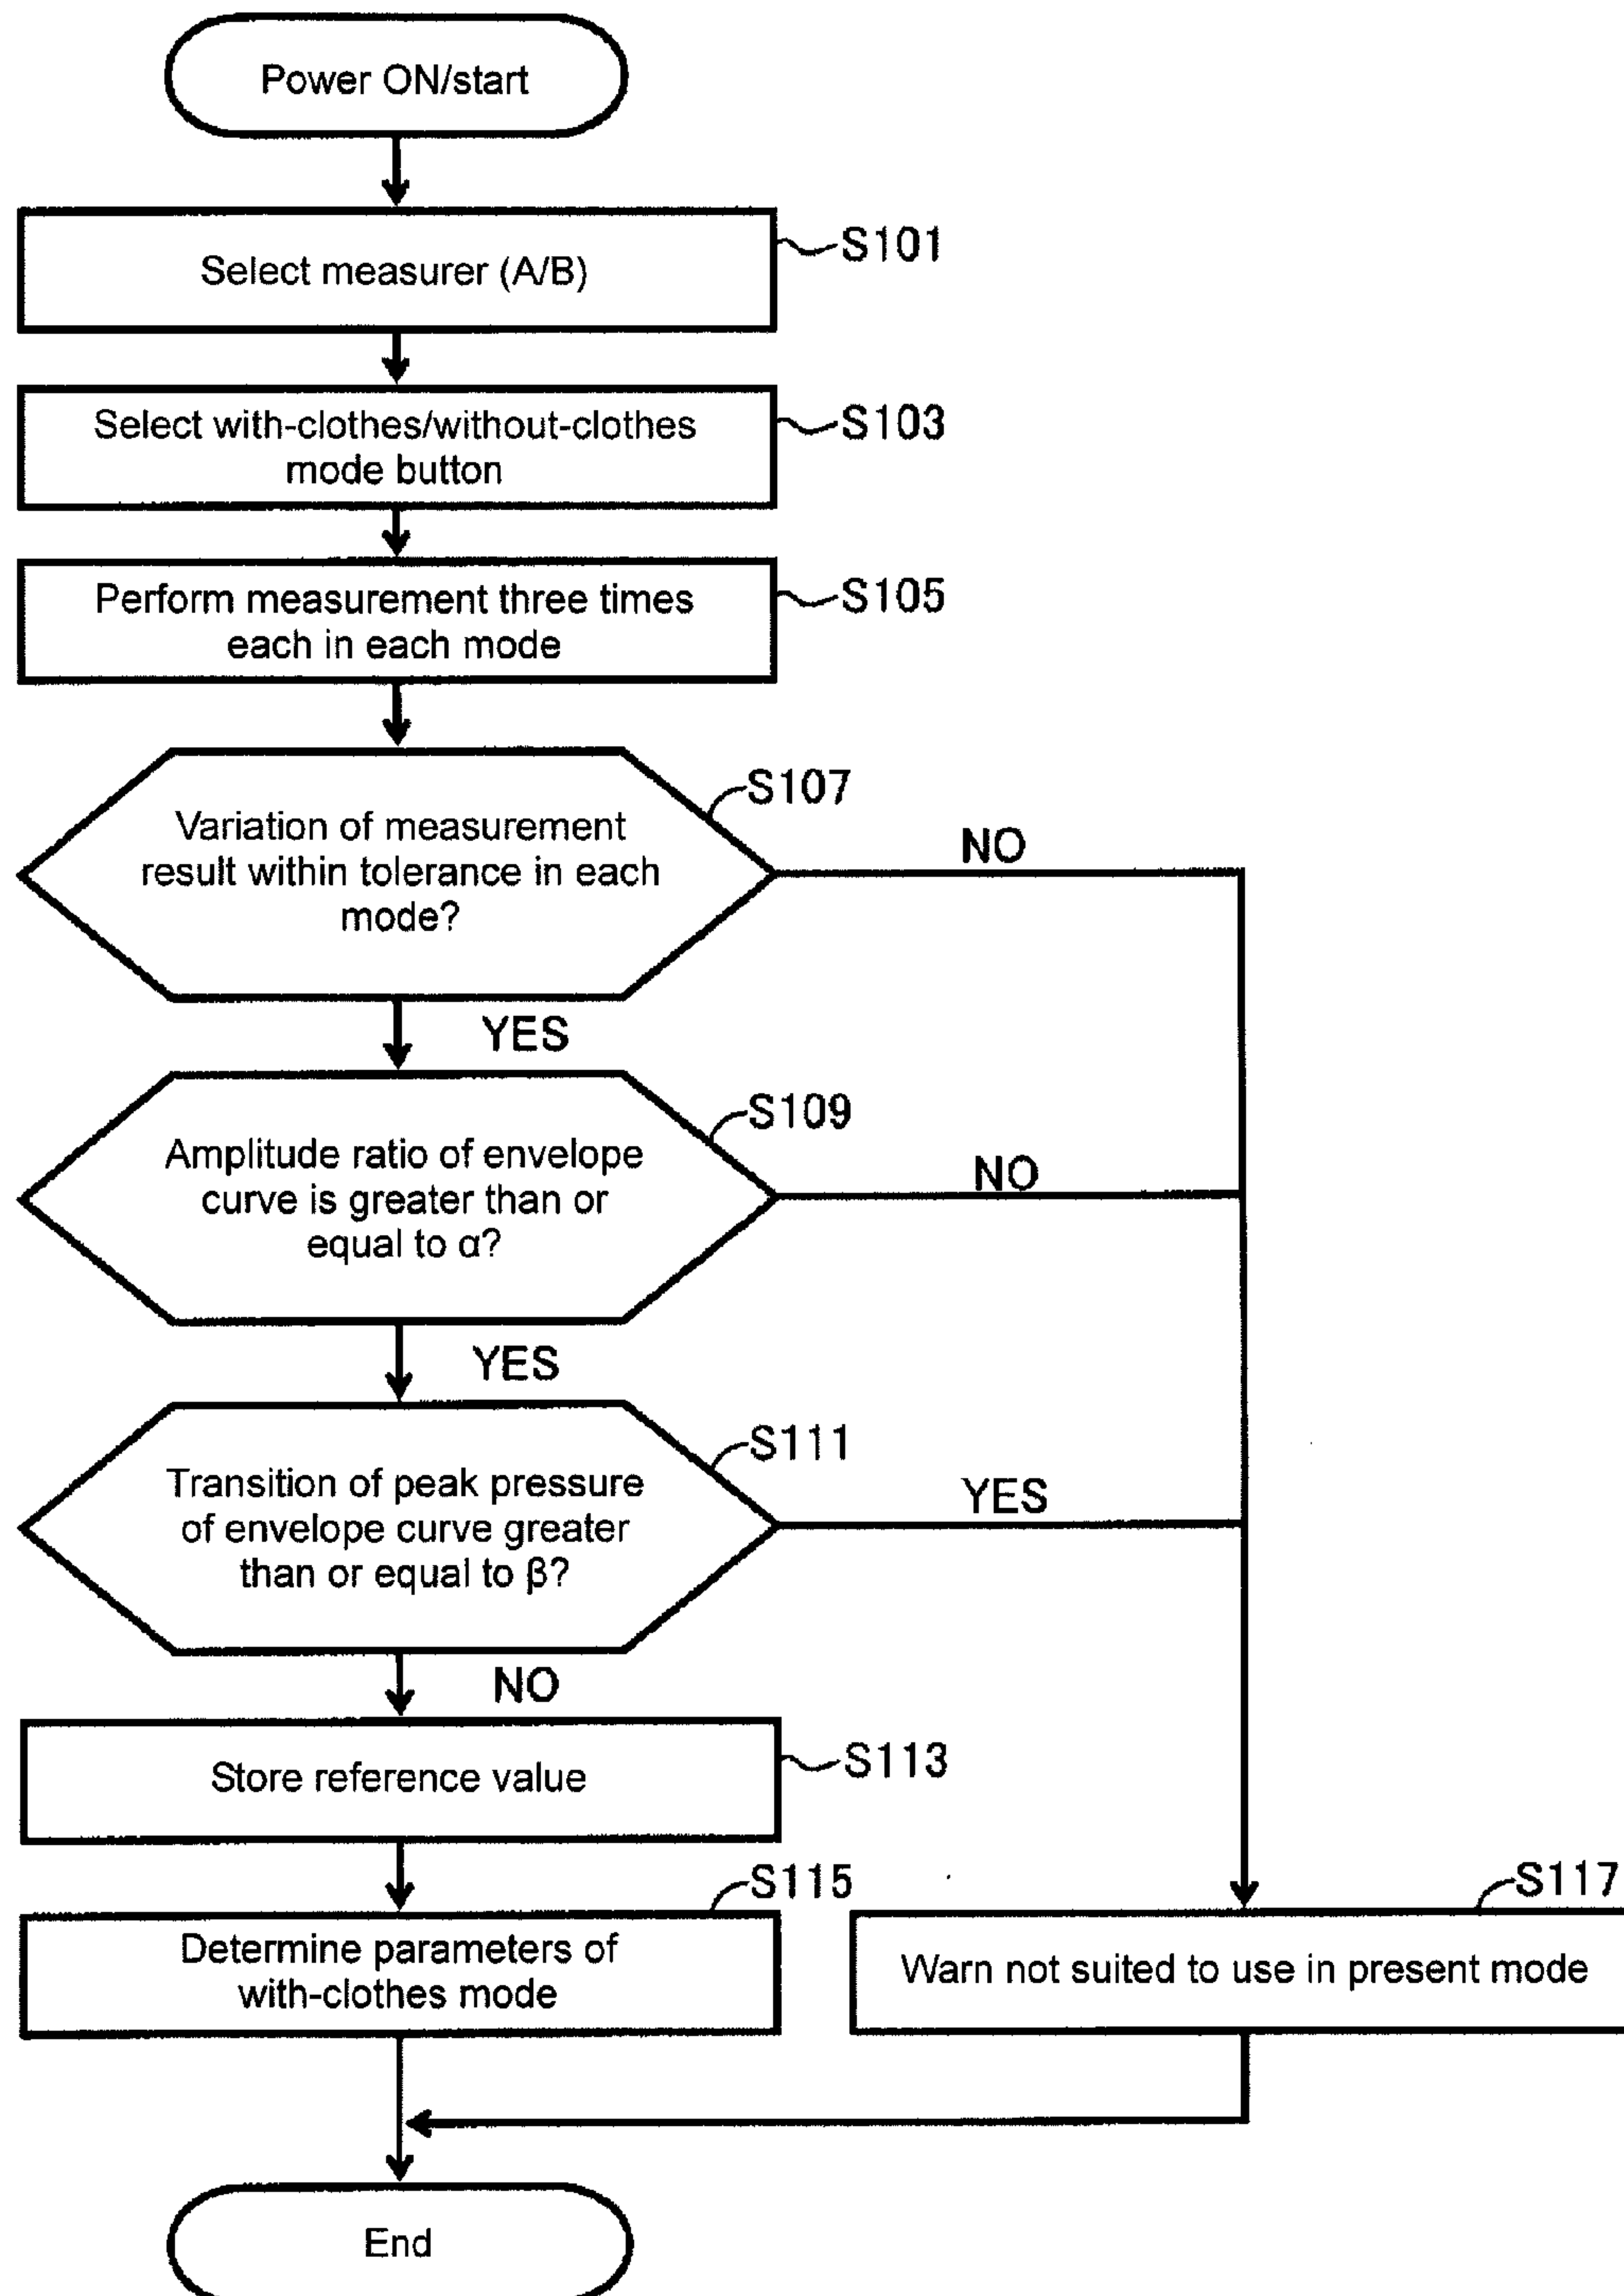 Power ON/start
Select measurer (A/B)
S101
Select with-clothes/without-clothes
mode button
S103
Perform measurement three times
each in each mode
S105
Variation of measurement
result within tolerance in each
mode?
S107
NO
YES
Amplitude ratio of envelope
curve is greater than or
equal to α?
S109
NO
YES
Transition of peak pressure
of envelope curve greater
than or equal to β?
S111
YES
NO
Store reference value
S113
Determine parameters of
with-clothes mode
S115
Warn not suited to use in present mode
S117
End